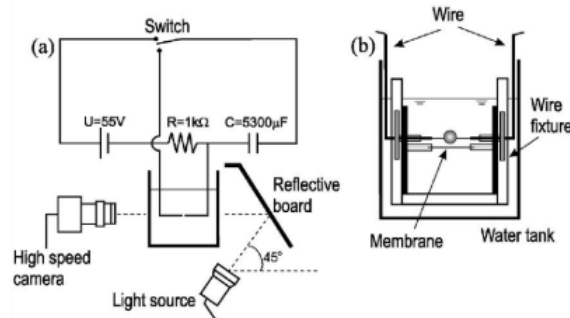 (a)
Switch
U=55V
R=1kΩ
C=5300μF
Reflective
board
High speed
camera
45°
Light source
(b)
Wire
Wire
fixture
Membrane
Water tank